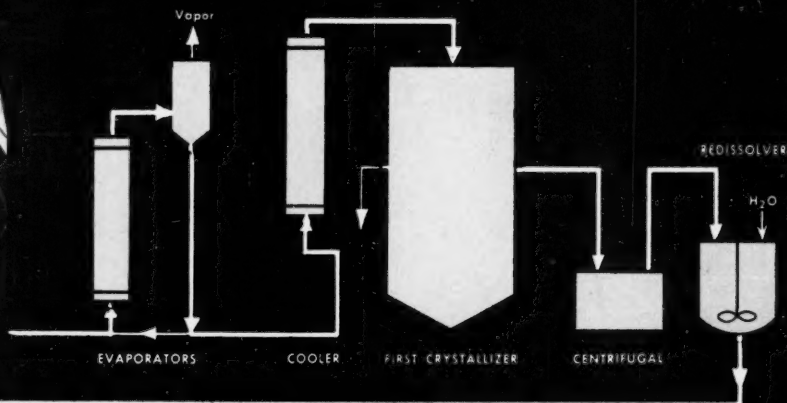 Vapor
REDISSOLVER
H₂O
EVAPORATORS
COOLER
FIRST CRYSTALLIZER
CENTRIFUGAL